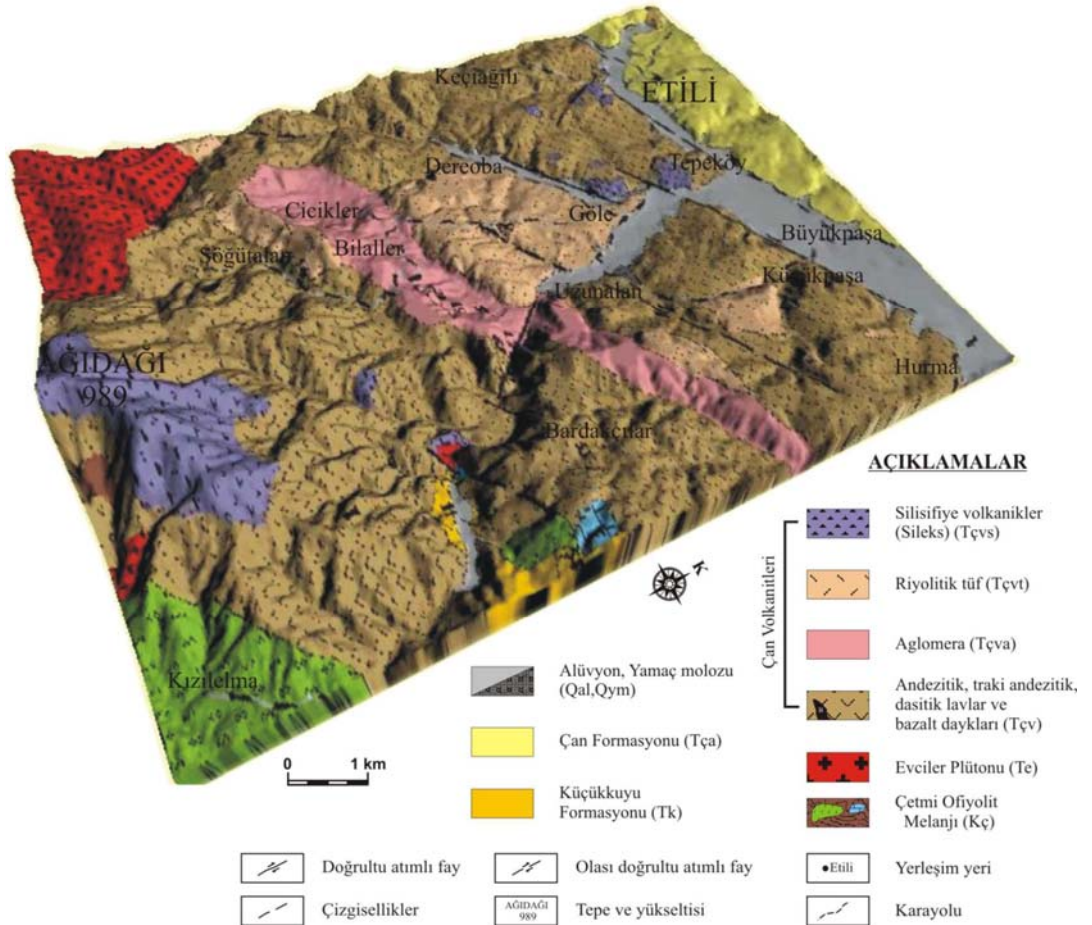 Keçiağılı
ETİLİ
Dereoba
Tepeköy
Cicikler
Göle
Büyükpaşa
Söğütalan
Bilaller
Küçükpaşa
Uzunalan
AĞIDAĞI
989
Hurma
Bardakçılar
Kızılelma
K
0 1 km
AÇIKLAMALAR
Çan Volkanitleri
Silisifiye volkanikler
(Sileks) (Tçvs)
Riyolitik tüf (Tçvt)
Aglomera (Tçva)
Andezitik, traki andezitik,
dasitik lavlar ve
bazalt daykları (Tçv)
Evciler Plütonu (Te)
Çetmi Ofiyolit
Melanjı (Kç)
Alüvyon, Yamaç molozu
(Qal,Qym)
Çan Formasyonu (Tça)
Küçükkuyu
Formasyonu (Tk)
Doğrultu atımlı fay
Olası doğrultu atımlı fay
•Etili
Yerleşim yeri
Çizgisellikler
AĞIDAĞI
989
Tepe ve yükseltisi
Karayolu